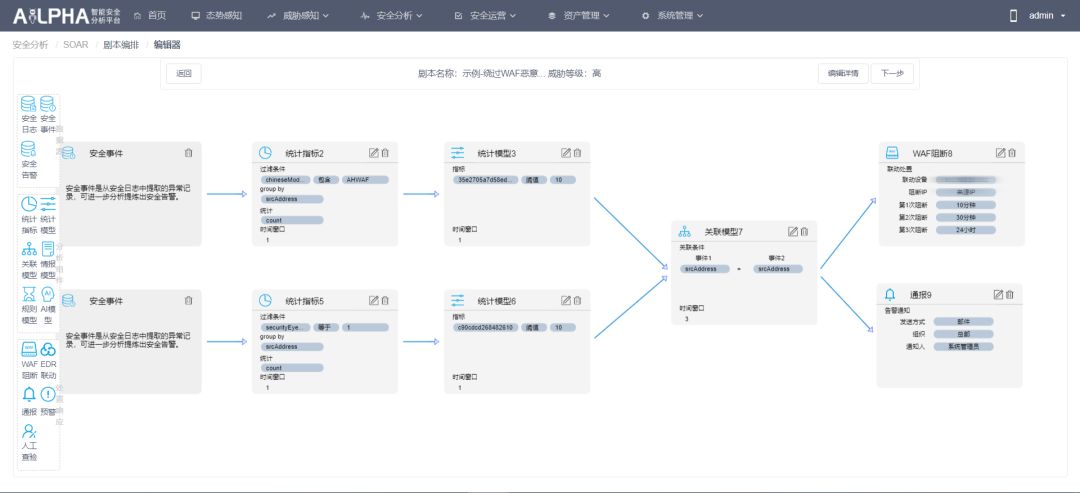 AiLPHA 智能安全分析平台 首页 态势感知 威胁感知 安全分析 安全运营 资产管理 系统管理 admin
安全分析 / SOAR / 剧本编排 / 编辑器
返回 剧本名称：示例-绕过WAF恶意... 威胁等级：高 编辑详情 下一步
安全日志
安全事件
安全告警
统计指标
统计模型
关联模型
情报模型
规则模型
AI模型
分析组件
WAF阻断
EDR联动
通报
预警
处置响应
人工查验
安全事件
安全事件是从安全日志中提取的异常记
录，可进一步分析提炼出安全告警。
统计指标2
过滤条件
chineseMod... 包含 AHWAF
group by
srcAddress
统计
count
时间窗口
1
统计模型3
指标
35e2705a7d58ed... 阈值 10
时间窗口
1
安全事件
安全事件是从安全日志中提取的异常记
录，可进一步分析提炼出安全告警。
统计指标5
过滤条件
securityEye... 等于 1
group by
srcAddress
统计
count
时间窗口
1
统计模型6
指标
c99cdcd268482610 阈值 10
时间窗口
1
关联模型7
关联条件
事件1 事件2
srcAddress = srcAddress
时间窗口
3
WAF阻断8
联动处置
联动设备
阻断IP 来源IP
第1次阻断 10分钟
第2次阻断 30分钟
第3次阻断 24小时
通报9
告警通知
发送方式 邮件
组织 总部
通知人 系统管理员